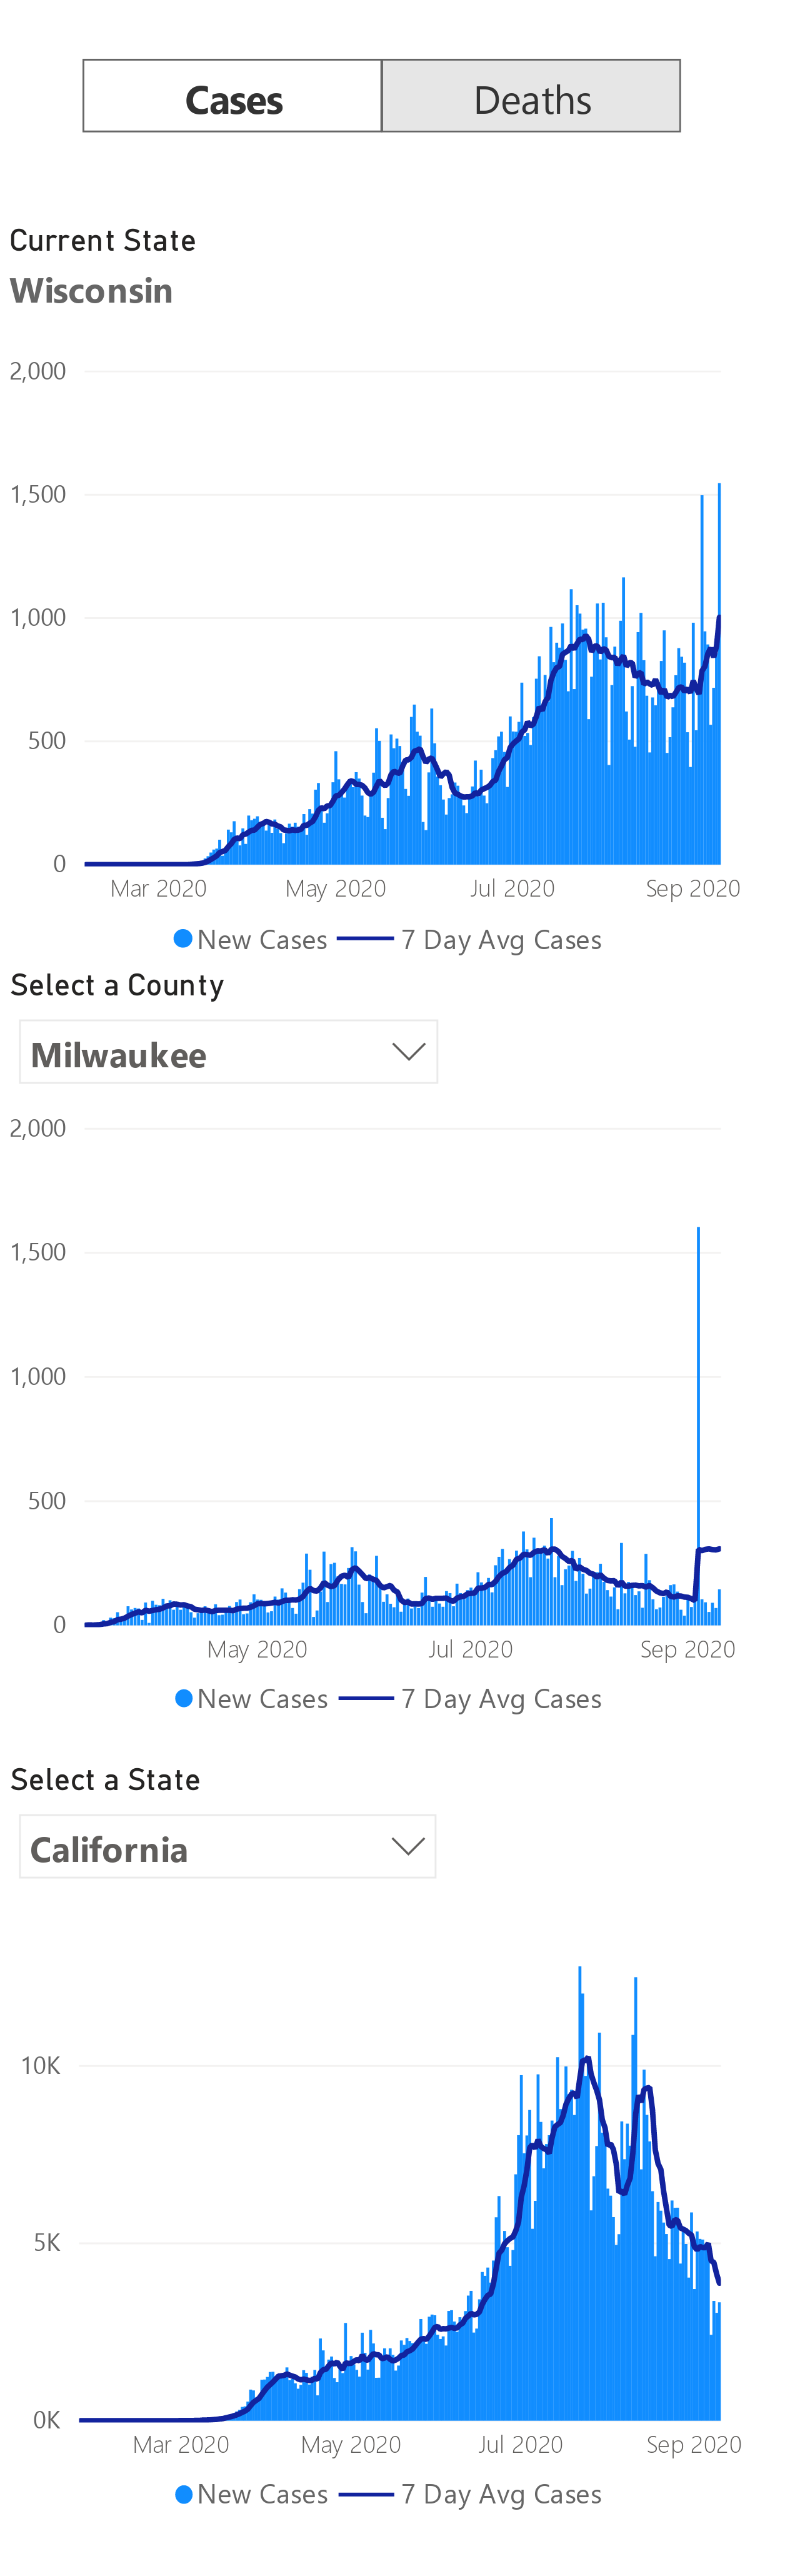 Cases Deaths
Current State
Wisconsin
2,000
1,500
1,000
500
0
Mar 2020 May 2020 Jul 2020 Sep 2020
New Cases 7 Day Avg Cases
Select a County
Milwaukee
2,000
1,500
1,000
500
0
May 2020 Jul 2020 Sep 2020
New Cases 7 Day Avg Cases
Select a State
California
10K
5K
0K
Mar 2020 May 2020 Jul 2020 Sep 2020
New Cases 7 Day Avg Cases